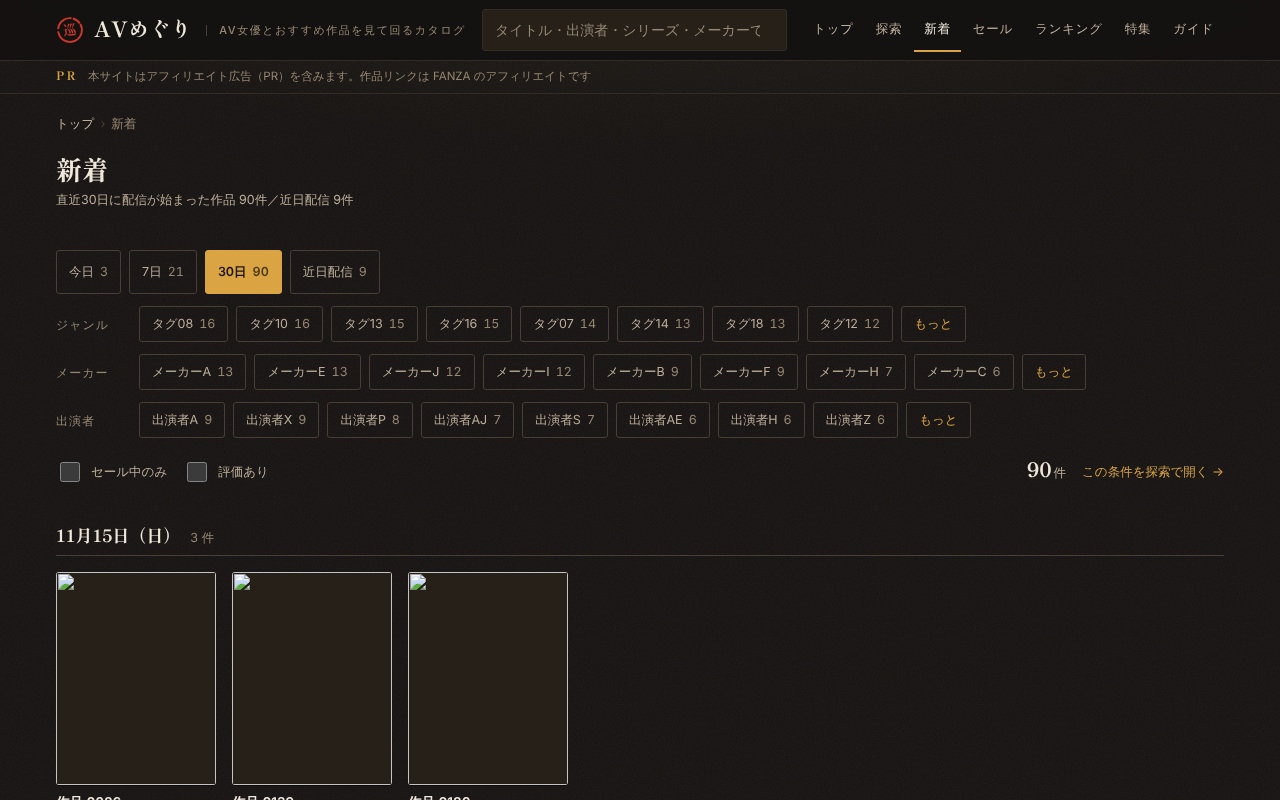 巡 AVめぐり AV女優とおすすめ作品を見て回るカタログ タイトル・出演者・シリーズ・メーカーで トップ 探索 新着 セール ランキング 特集 ガイド
PR 本サイトはアフィリエイト広告（PR）を含みます。作品リンクは FANZA のアフィリエイトです
トップ › 新着
新着
直近30日に配信が始まった作品 90件／近日配信 9件
今日 3 7日 21 30日 90 近日配信 9
ジャンル タグ08 16 タグ10 16 タグ13 15 タグ16 15 タグ07 14 タグ14 13 タグ18 13 タグ12 12 もっと
メーカー メーカーA 13 メーカーE 13 メーカーJ 12 メーカーI 12 メーカーB 9 メーカーF 9 メーカーH 7 メーカーC 6 もっと
出演者 出演者A 9 出演者X 9 出演者P 8 出演者AJ 7 出演者S 7 出演者AE 6 出演者H 6 出演者Z 6 もっと
セール中のみ 評価あり 90件 この条件を探索で開く →
11月15日（日） 3 件